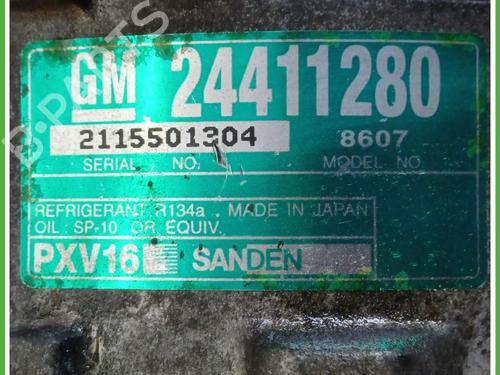 GM 24411280
2115501304 8607
SERIAL NO. MODEL NO
REFRIGERANT R134a MADE IN JAPAN
OIL : SP-10 OR EQUIV.
PXV16 SANDEN
B-PARTS